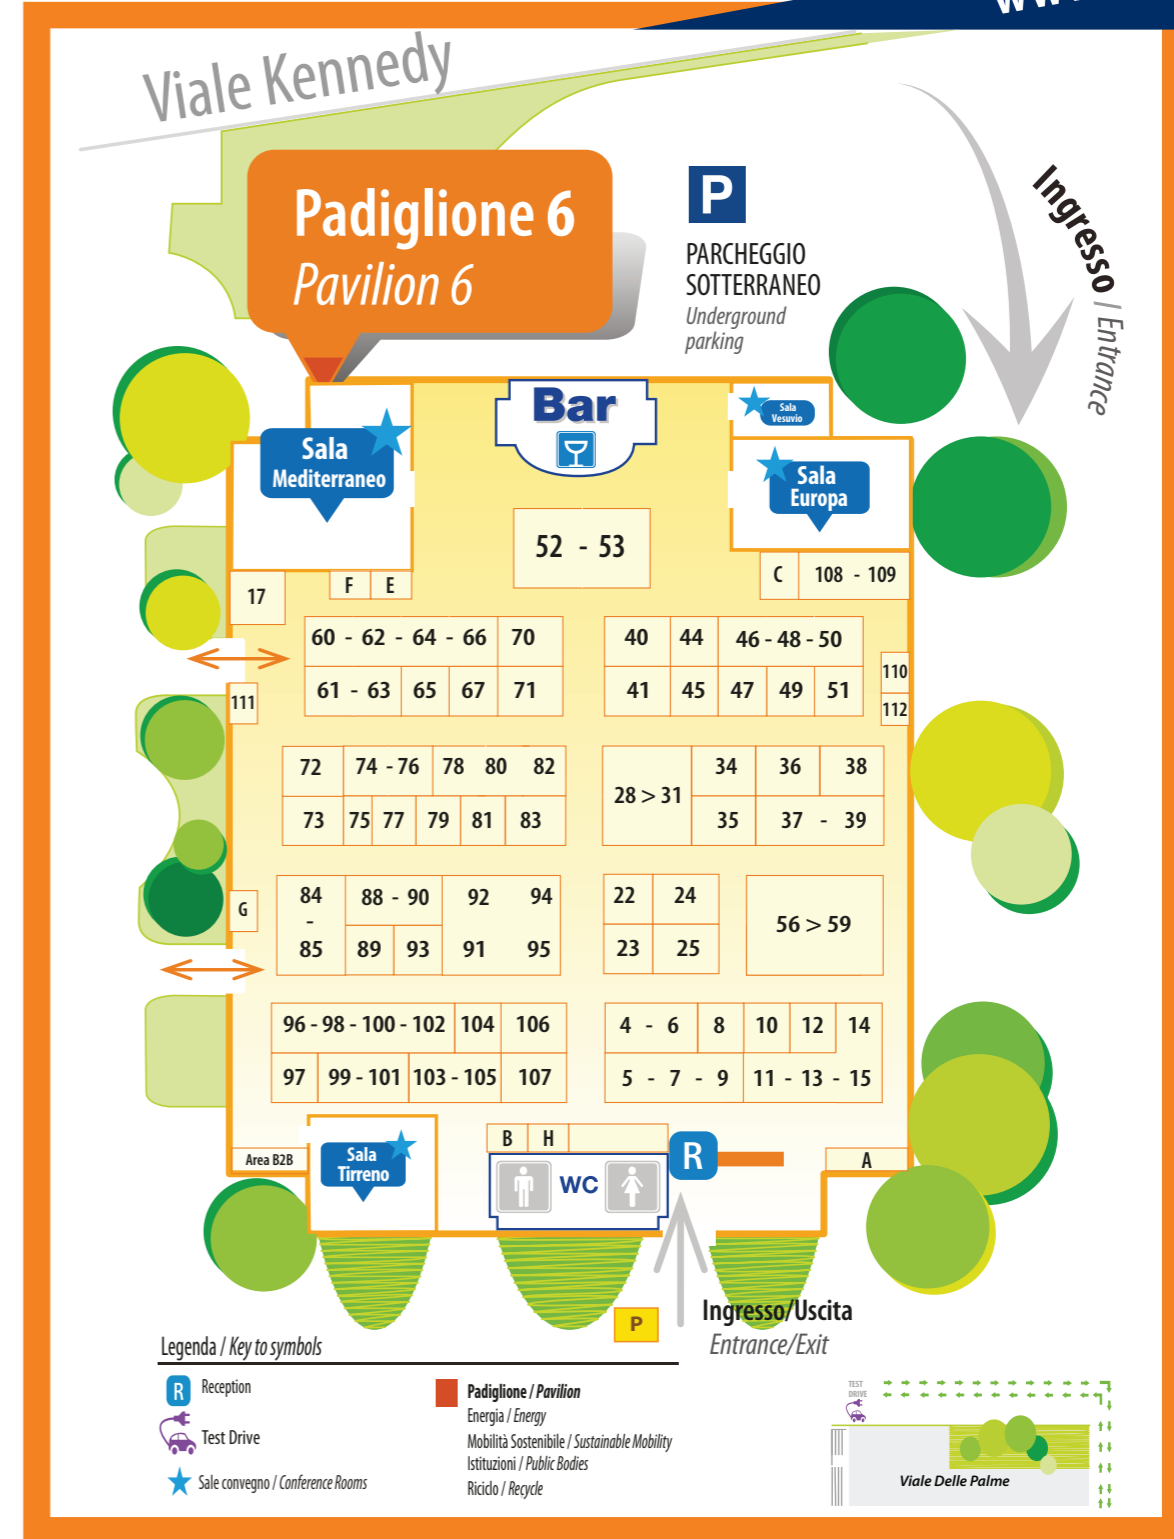 Viale Kennedy
Padiglione 6
Pavilion 6
P
PARCHEGGIO
SOTTERRANEO
Underground
parking
Ingresso / Entrance
Bar
Sala
Mediterraneo
Sala
Vesuvio
Sala
Europa
52 - 53
17
F E
C 108 - 109
60 - 62 - 64 - 66 70
40 44 46 - 48 - 50
61 - 63 65 67 71
41 45 47 49 51
110
112
111
72 74 - 76 78 80 82
28 > 31
34 36 38
73 75 77 79 81 83
35 37 - 39
84
-
85
88 - 90 92 94
89 93 91 95
22 24
23 25
56 > 59
G
96 - 98 - 100 - 102 104 106
4 - 6 8 10 12 14
97 99 - 101 103 - 105 107
5 - 7 - 9 11 - 13 - 15
Area B2B
Sala
Tirreno
B H
WC
R
A
P
Ingresso/Uscita
Entrance/Exit
Legenda / Key to symbols
R Reception
Test Drive
Sale convegno / Conference Rooms
Padiglione / Pavilion
Energia / Energy
Mobilità Sostenibile / Sustainable Mobility
Istituzioni / Public Bodies
Riciclo / Recycle
TEST
DRIVE
Viale Delle Palme